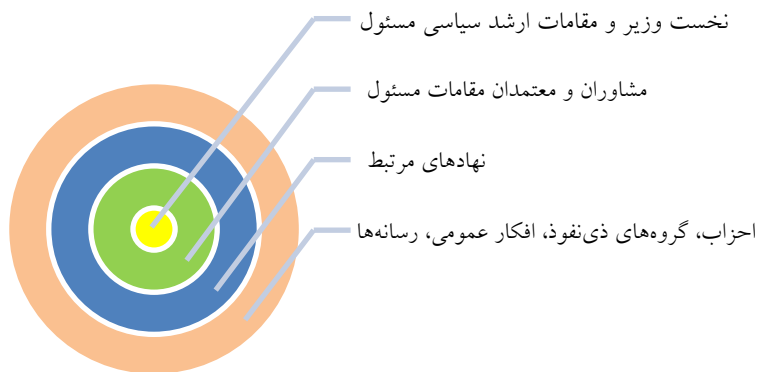 نخست وزیر و مقامات ارشد سیاسی مسئول
مشاوران و معتمدان مقامات مسئول
نهادهای مرتبط
احزاب، گروه‌های ذی‌نفوذ، افکار عمومی، رسانه‌ها